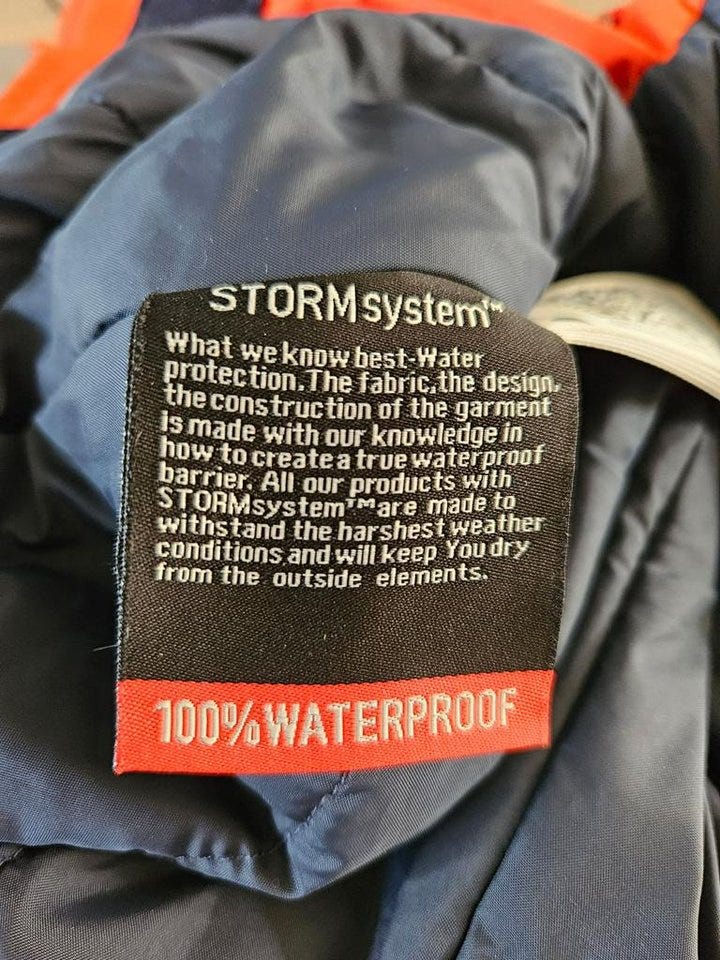 STORMsystem™
What we know best-Water
protection.The fabric,the design,
the construction of the garment
is made with our knowledge in
how to create a true waterproof
barrier. All our products with
STORMsystem™are made to
withstand the harshest weather
conditions and will keep You dry
from the outside elements.
100%WATERPROOF